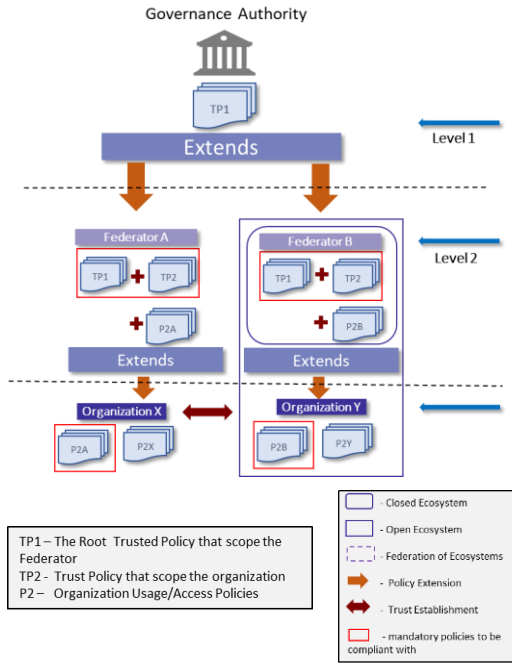 Governance Authority
TP1
Extends
Level 1
Federator A
Federator B
Level 2
TP1 + TP2
TP1 + TP2
+ P2A
+ P2B
Extends
Extends
Organization X
Organization Y
P2A
P2X
P2B
P2Y
TP1 – The Root Trusted Policy that scope the
Federator
TP2 - Trust Policy that scope the organization
P2 – Organization Usage/Access Policies
- Closed Ecosystem
- Open Ecosystem
- Federation of Ecosystems
- Policy Extension
- Trust Establishment
- mandatory policies to be
compliant with